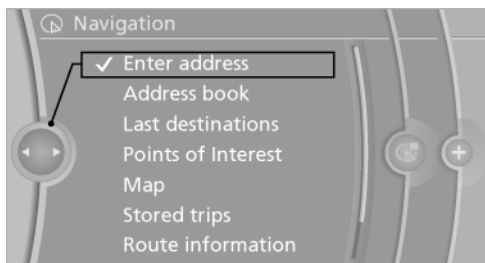 Navigation
Enter address
Address book
Last destinations
Points of Interest
Map
Stored trips
Route information